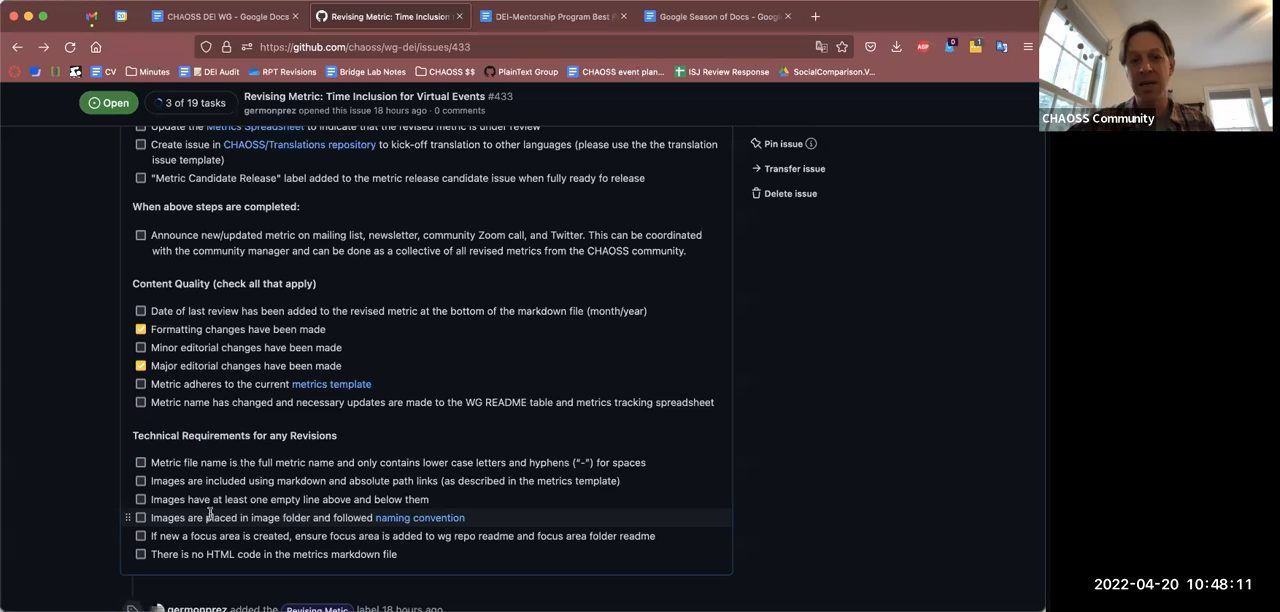 CHAOSS DEI WG - Google Docs
Revising Metric: Time Inclusion
DEI-Mentorship Program Best
Google Season of Docs - Goog
https://github.com/chaoss/wg-dei/issues/433
ABP
0
1
CV
Minutes
DEI Audit
RPT Revisions
Bridge Lab Notes
CHAOSS $$
PlainText Group
CHAOSS event plan...
ISJ Review Response
SocialComparison.V...
CHAOSS Community
Open
3 of 19 tasks
Revising Metric: Time Inclusion for Virtual Events #433
germonprez opened this issue 18 hours ago · 0 comments
Update the Metrics Spreadsheet to indicate that the revised metric is under review
Create issue in CHAOSS/Translations repository to kick-off translation to other languages (please use the the translation
issue template)
"Metric Candidate Release" label added to the metric release candidate issue when fully ready fo release
Pin issue
Transfer issue
Delete issue
When above steps are completed:
Announce new/updated metric on mailing list, newsletter, community Zoom call, and Twitter. This can be coordinated
with the community manager and can be done as a collective of all revised metrics from the CHAOSS community.
Content Quality (check all that apply)
Date of last review has been added to the revised metric at the bottom of the markdown file (month/year)
Formatting changes have been made
Minor editorial changes have been made
Major editorial changes have been made
Metric adheres to the current metrics template
Metric name has changed and necessary updates are made to the WG README table and metrics tracking spreadsheet
Technical Requirements for any Revisions
Metric file name is the full metric name and only contains lower case letters and hyphens (“-”) for spaces
Images are included using markdown and absolute path links (as described in the metrics template)
Images have at least one empty line above and below them
Images are placed in image folder and followed naming convention
If new a focus area is created, ensure focus area is added to wg repo readme and focus area folder readme
There is no HTML code in the metrics markdown file
germonprez added the Revising Metic label 18 hours ago
2022-04-20 10:48:11